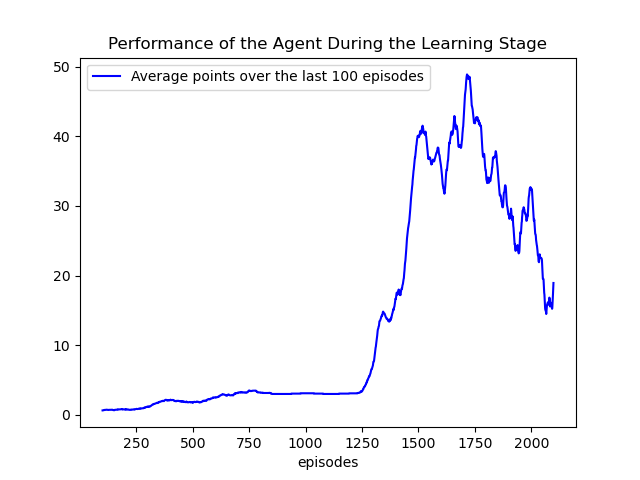 Performance of the Agent During the Learning Stage
Average points over the last 100 episodes
50
40
30
20
10
0
250 500 750 1000 1250 1500 1750 2000
episodes